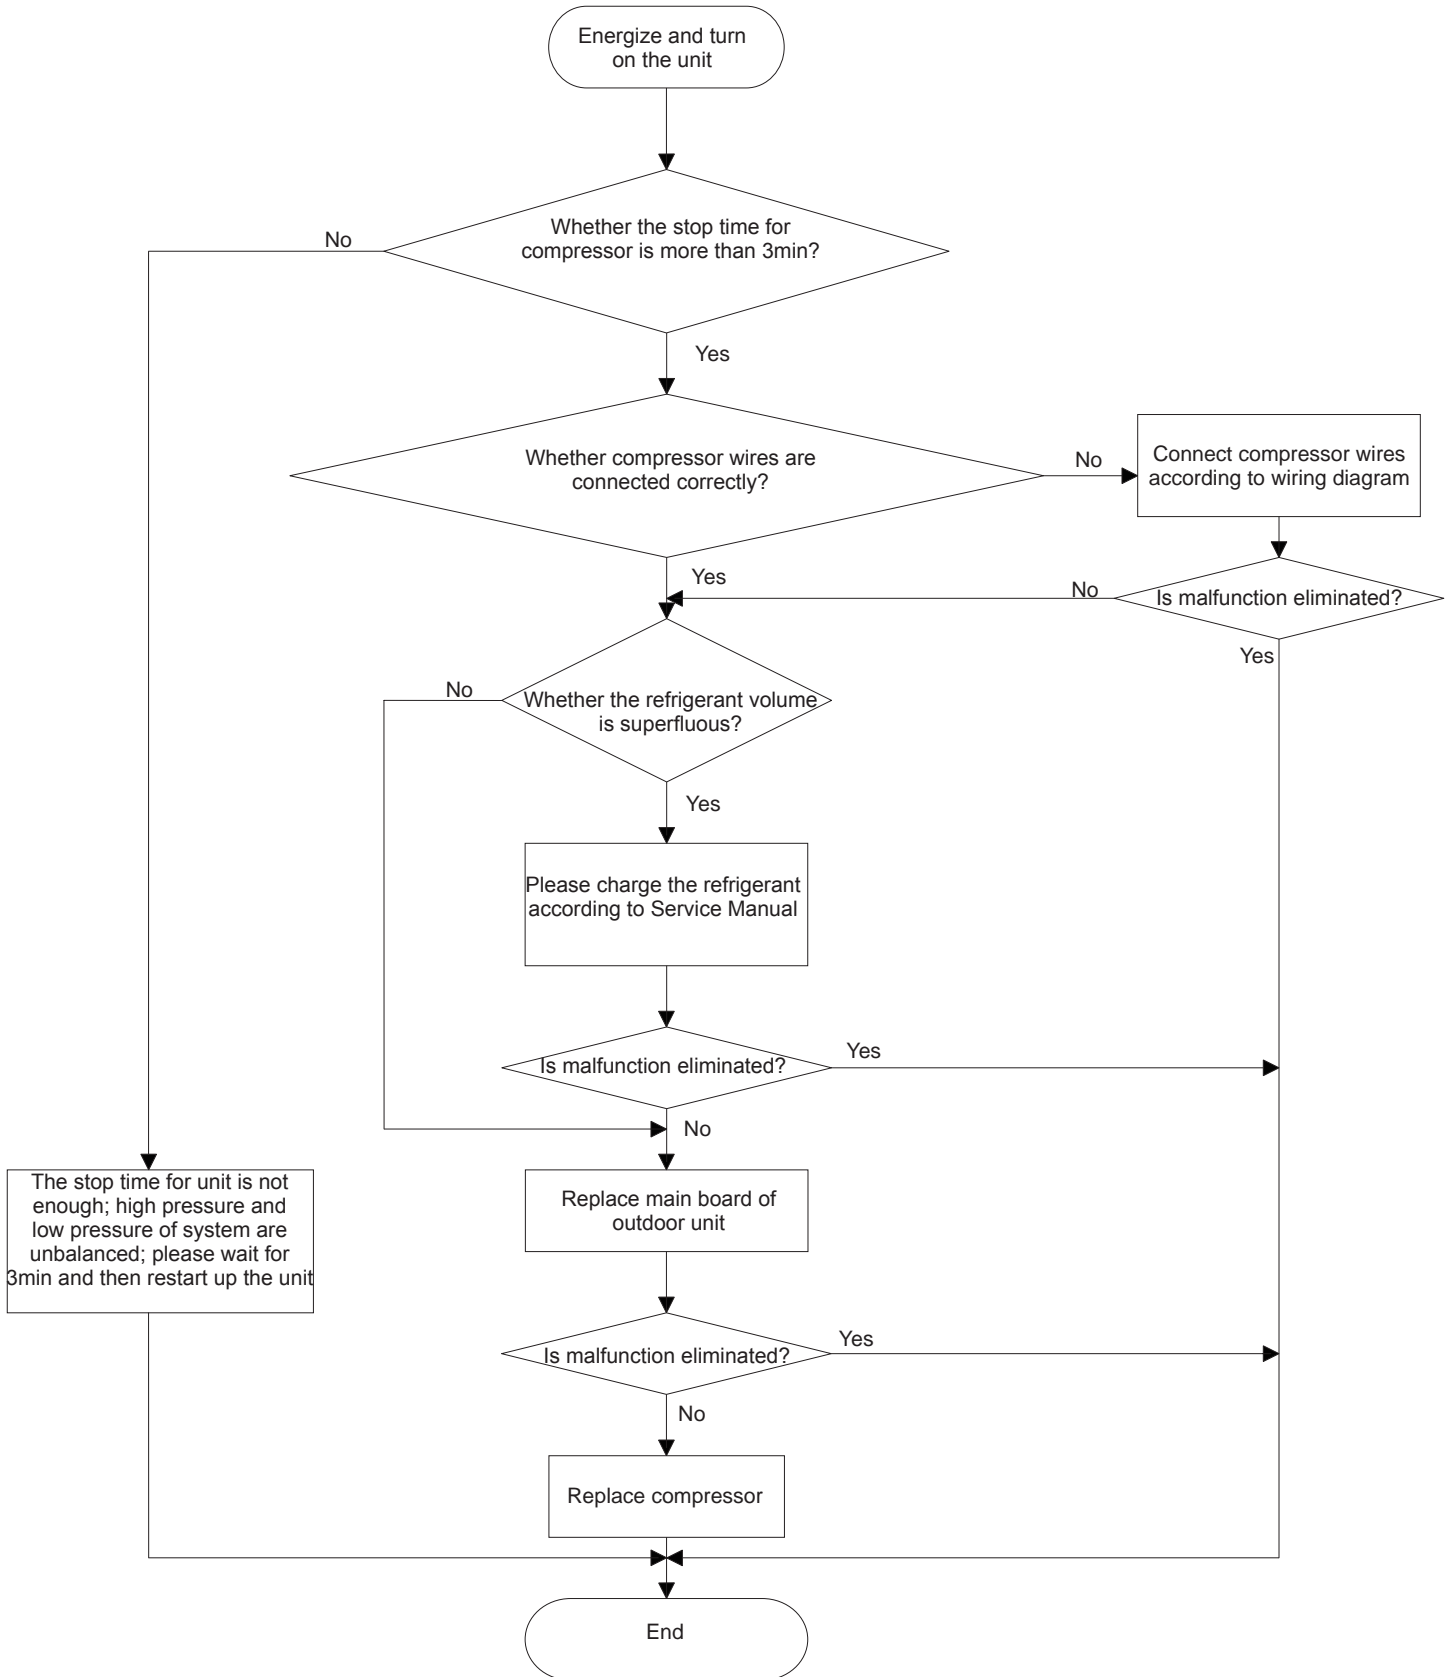 Energize and turn
on the unit
Whether the stop time for
compressor is more than 3min?
No
Yes
Whether compressor wires are
connected correctly?
No
Connect compressor wires
according to wiring diagram
Yes
No
Is malfunction eliminated?
Yes
No
Whether the refrigerant volume
is superfluous?
Yes
Please charge the refrigerant
according to Service Manual
Is malfunction eliminated?
Yes
No
The stop time for unit is not
enough; high pressure and
low pressure of system are
unbalanced; please wait for
3min and then restart up the unit
Replace main board of
outdoor unit
Is malfunction eliminated?
Yes
No
Replace compressor
End